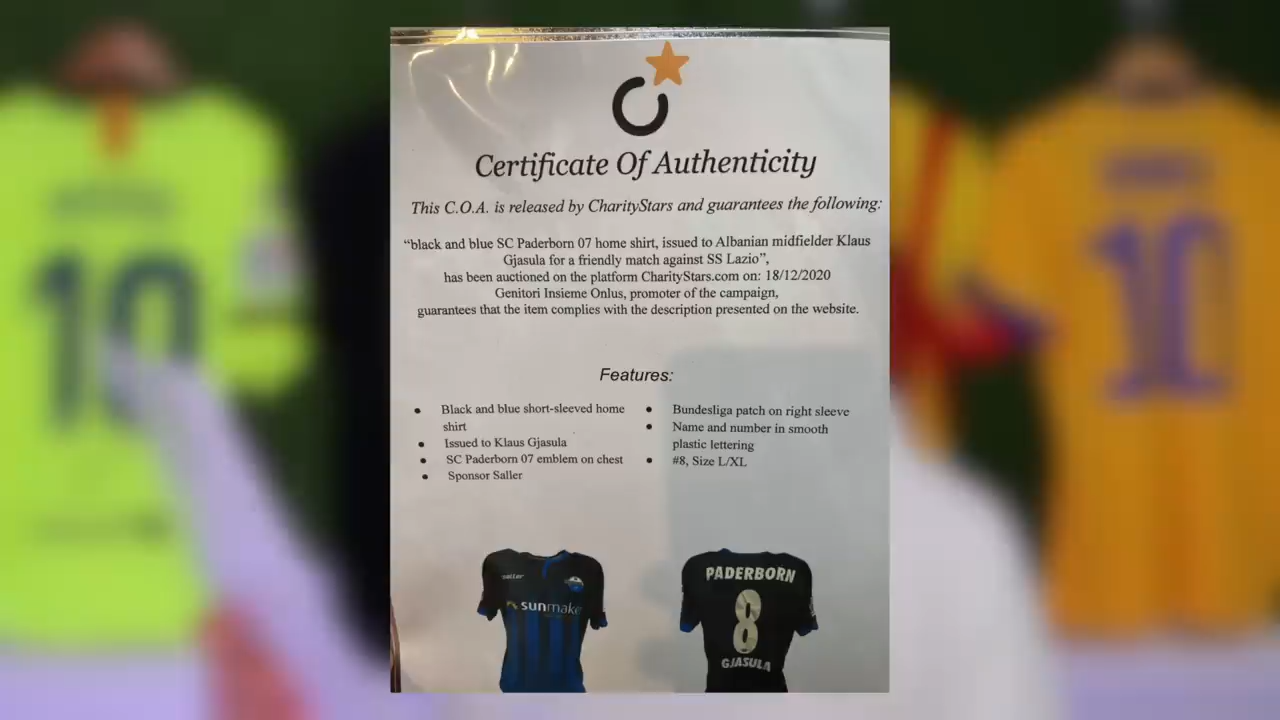 Certificate Of Authenticity
This C.O.A. is released by CharityStars and guarantees the following:
“black and blue SC Paderborn 07 home shirt, issued to Albanian midfielder Klaus
Gjasula for a friendly match against SS Lazio”,
has been auctioned on the platform CharityStars.com on: 18/12/2020
Genitori Insieme Onlus, promoter of the campaign,
guarantees that the item complies with the description presented on the website.
Features:
• Black and blue short-sleeved home
shirt
• Issued to Klaus Gjasula
• SC Paderborn 07 emblem on chest
• Sponsor Saller
• Bundesliga patch on right sleeve
• Name and number in smooth
plastic lettering
• #8, Size L/XL
saller
sunmake
PADERBORN
8
GJASULA
10
10